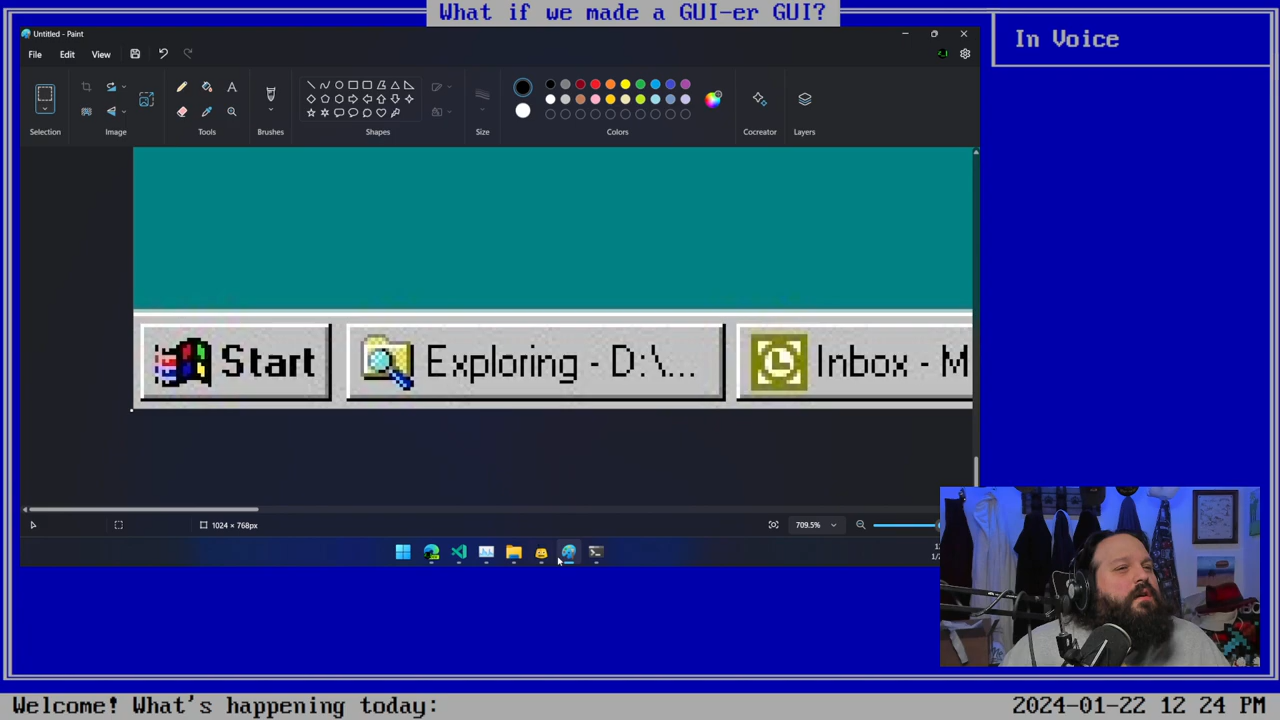 What if we made a GUI-er GUI?
In Voice
Untitled - Paint
File Edit View
Selection Image Tools Brushes Shapes Size Colors Cocreator Layers
Start Exploring - D:\... Inbox - M
1024 × 768px
709.5%
Welcome! What's happening today:
2024-01-22 12 24 PM